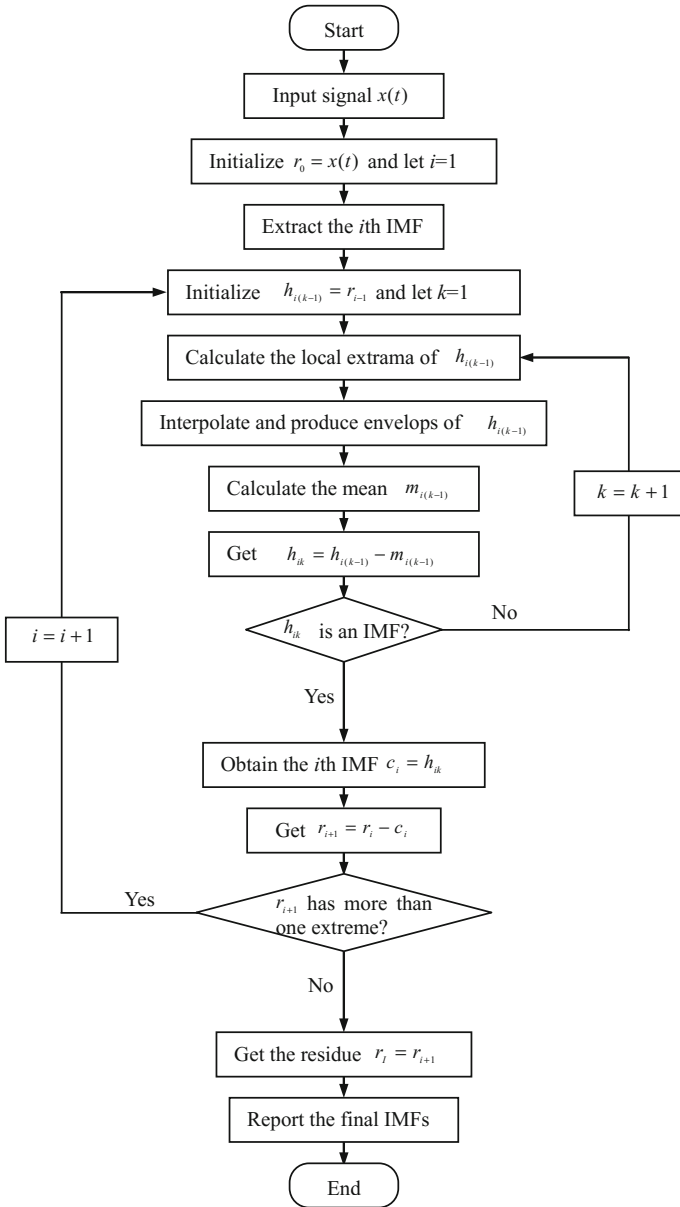 Start
Input signal x(t)
Initialize r₀ = x(t) and let i=1
Extract the ith IMF
Initialize h_{i(k-1)} = r_{i-1} and let k=1
Calculate the local extrama of h_{i(k-1)}
Interpolate and produce envelops of h_{i(k-1)}
Calculate the mean m_{i(k-1)}
k = k + 1
Get h_{ik} = h_{i(k-1)} − m_{i(k-1)}
No
h_{ik} is an IMF?
i = i + 1
Yes
Obtain the ith IMF c_i = h_{ik}
Get r_{i+1} = r_i − c_i
Yes
r_{i+1} has more than
one extreme?
No
Get the residue r_I = r_{i+1}
Report the final IMFs
End